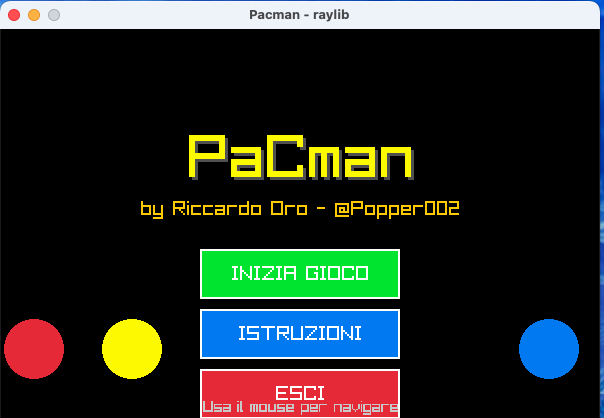 Pacman - raylib
PaCman
by Riccardo Oro - @Popper002
INIZIA GIOCO
ISTRUZIONI
ESCI
Usa il mouse per navigare